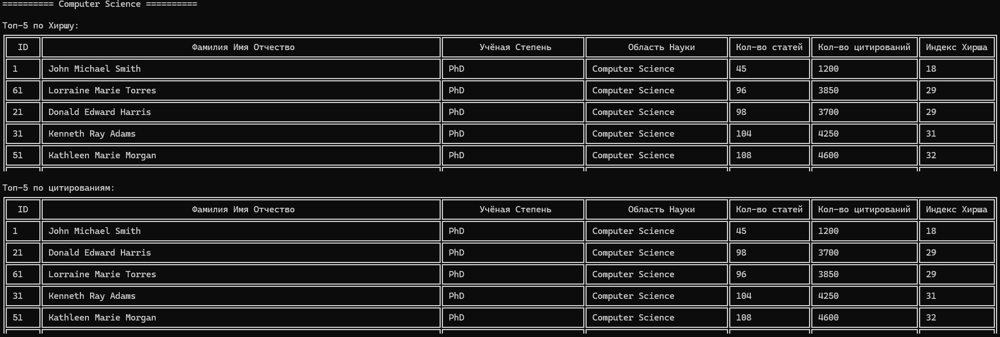 ========== Computer Science ==========
Топ-5 по Хиршу:
ID Фамилия Имя Отчество Учёная Степень Область Науки Кол-во статей Кол-во цитирований Индекс Хирша
1 John Michael Smith PhD Computer Science 45 1200 18
61 Lorraine Marie Torres PhD Computer Science 96 3850 29
21 Donald Edward Harris PhD Computer Science 98 3700 29
31 Kenneth Ray Adams PhD Computer Science 104 4250 31
51 Kathleen Marie Morgan PhD Computer Science 108 4600 32
Топ-5 по цитированиям:
ID Фамилия Имя Отчество Учёная Степень Область Науки Кол-во статей Кол-во цитирований Индекс Хирша
1 John Michael Smith PhD Computer Science 45 1200 18
21 Donald Edward Harris PhD Computer Science 98 3700 29
61 Lorraine Marie Torres PhD Computer Science 96 3850 29
31 Kenneth Ray Adams PhD Computer Science 104 4250 31
51 Kathleen Marie Morgan PhD Computer Science 108 4600 32